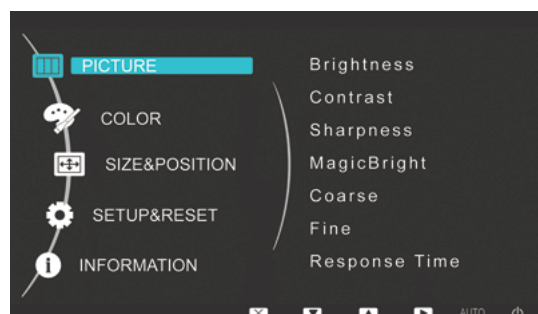 PICTURE
COLOR
SIZE&POSITION
SETUP&RESET
INFORMATION
Brightness
Contrast
Sharpness
MagicBright
Coarse
Fine
Response Time
AUTO